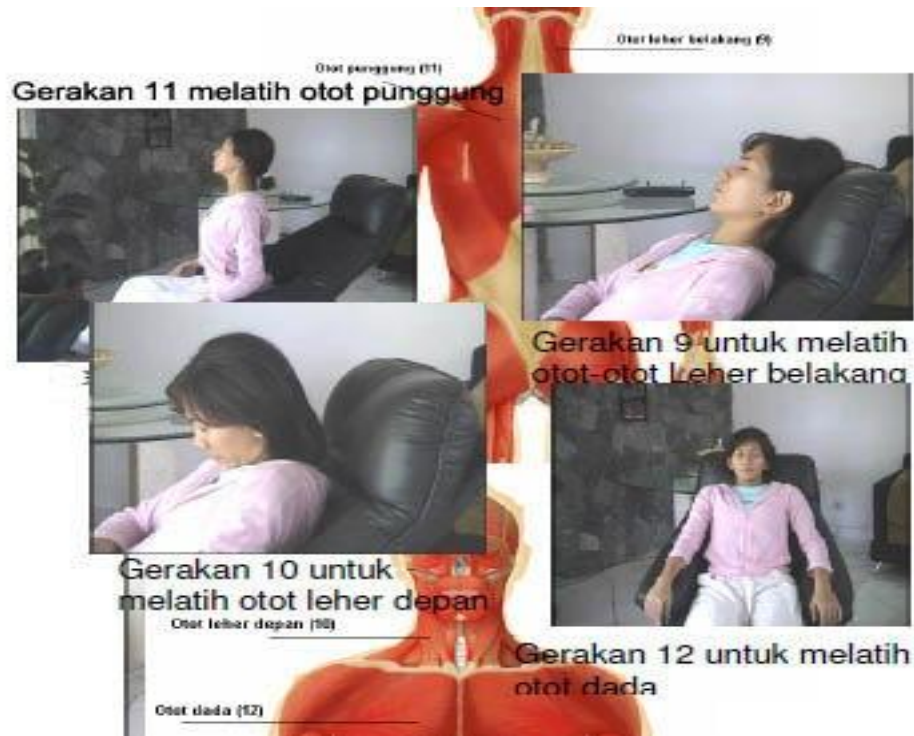 Otot leher belakang (9)
Otot punggung (11)
Gerakan 11 melatih otot punggung
Gerakan 9 untuk melatih
otot-otot Leher belakang
Gerakan 10 untuk
melatih otot leher depan
Otot leher depan (10)
Gerakan 12 untuk melatih
otot dada
Otot dada (12)